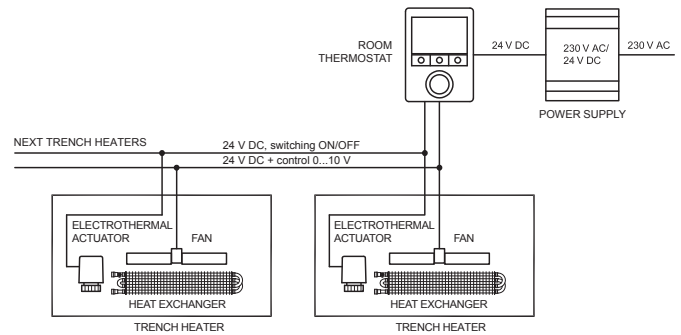 ROOM
THERMOSTAT
24 V DC
230 V AC/
24 V DC
230 V AC
POWER SUPPLY
NEXT TRENCH HEATERS
24 V DC, switching ON/OFF
24 V DC + control 0...10 V
ELECTROTHERMAL
ACTUATOR
FAN
HEAT EXCHANGER
TRENCH HEATER
ELECTROTHERMAL
ACTUATOR
FAN
HEAT EXCHANGER
TRENCH HEATER